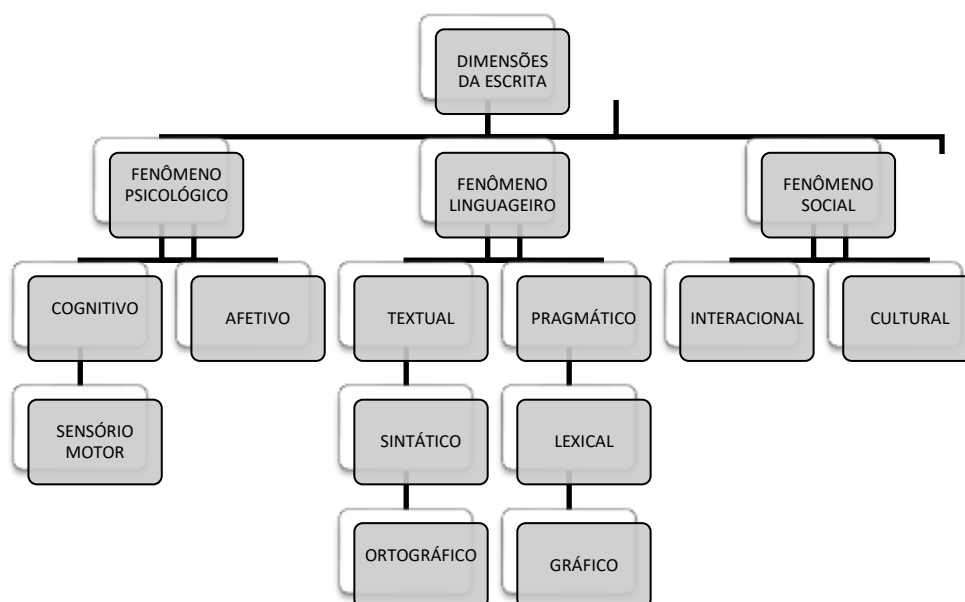 DIMENSÕES
DA ESCRITA
FENÔMENO
PSICOLÓGICO
FENÔMENO
LINGUAGEIRO
FENÔMENO
SOCIAL
COGNITIVO
AFETIVO
TEXTUAL
PRAGMÁTICO
INTERACIONAL
CULTURAL
SENSÓRIO
MOTOR
SINTÁTICO
LEXICAL
ORTOGRÁFICO
GRÁFICO